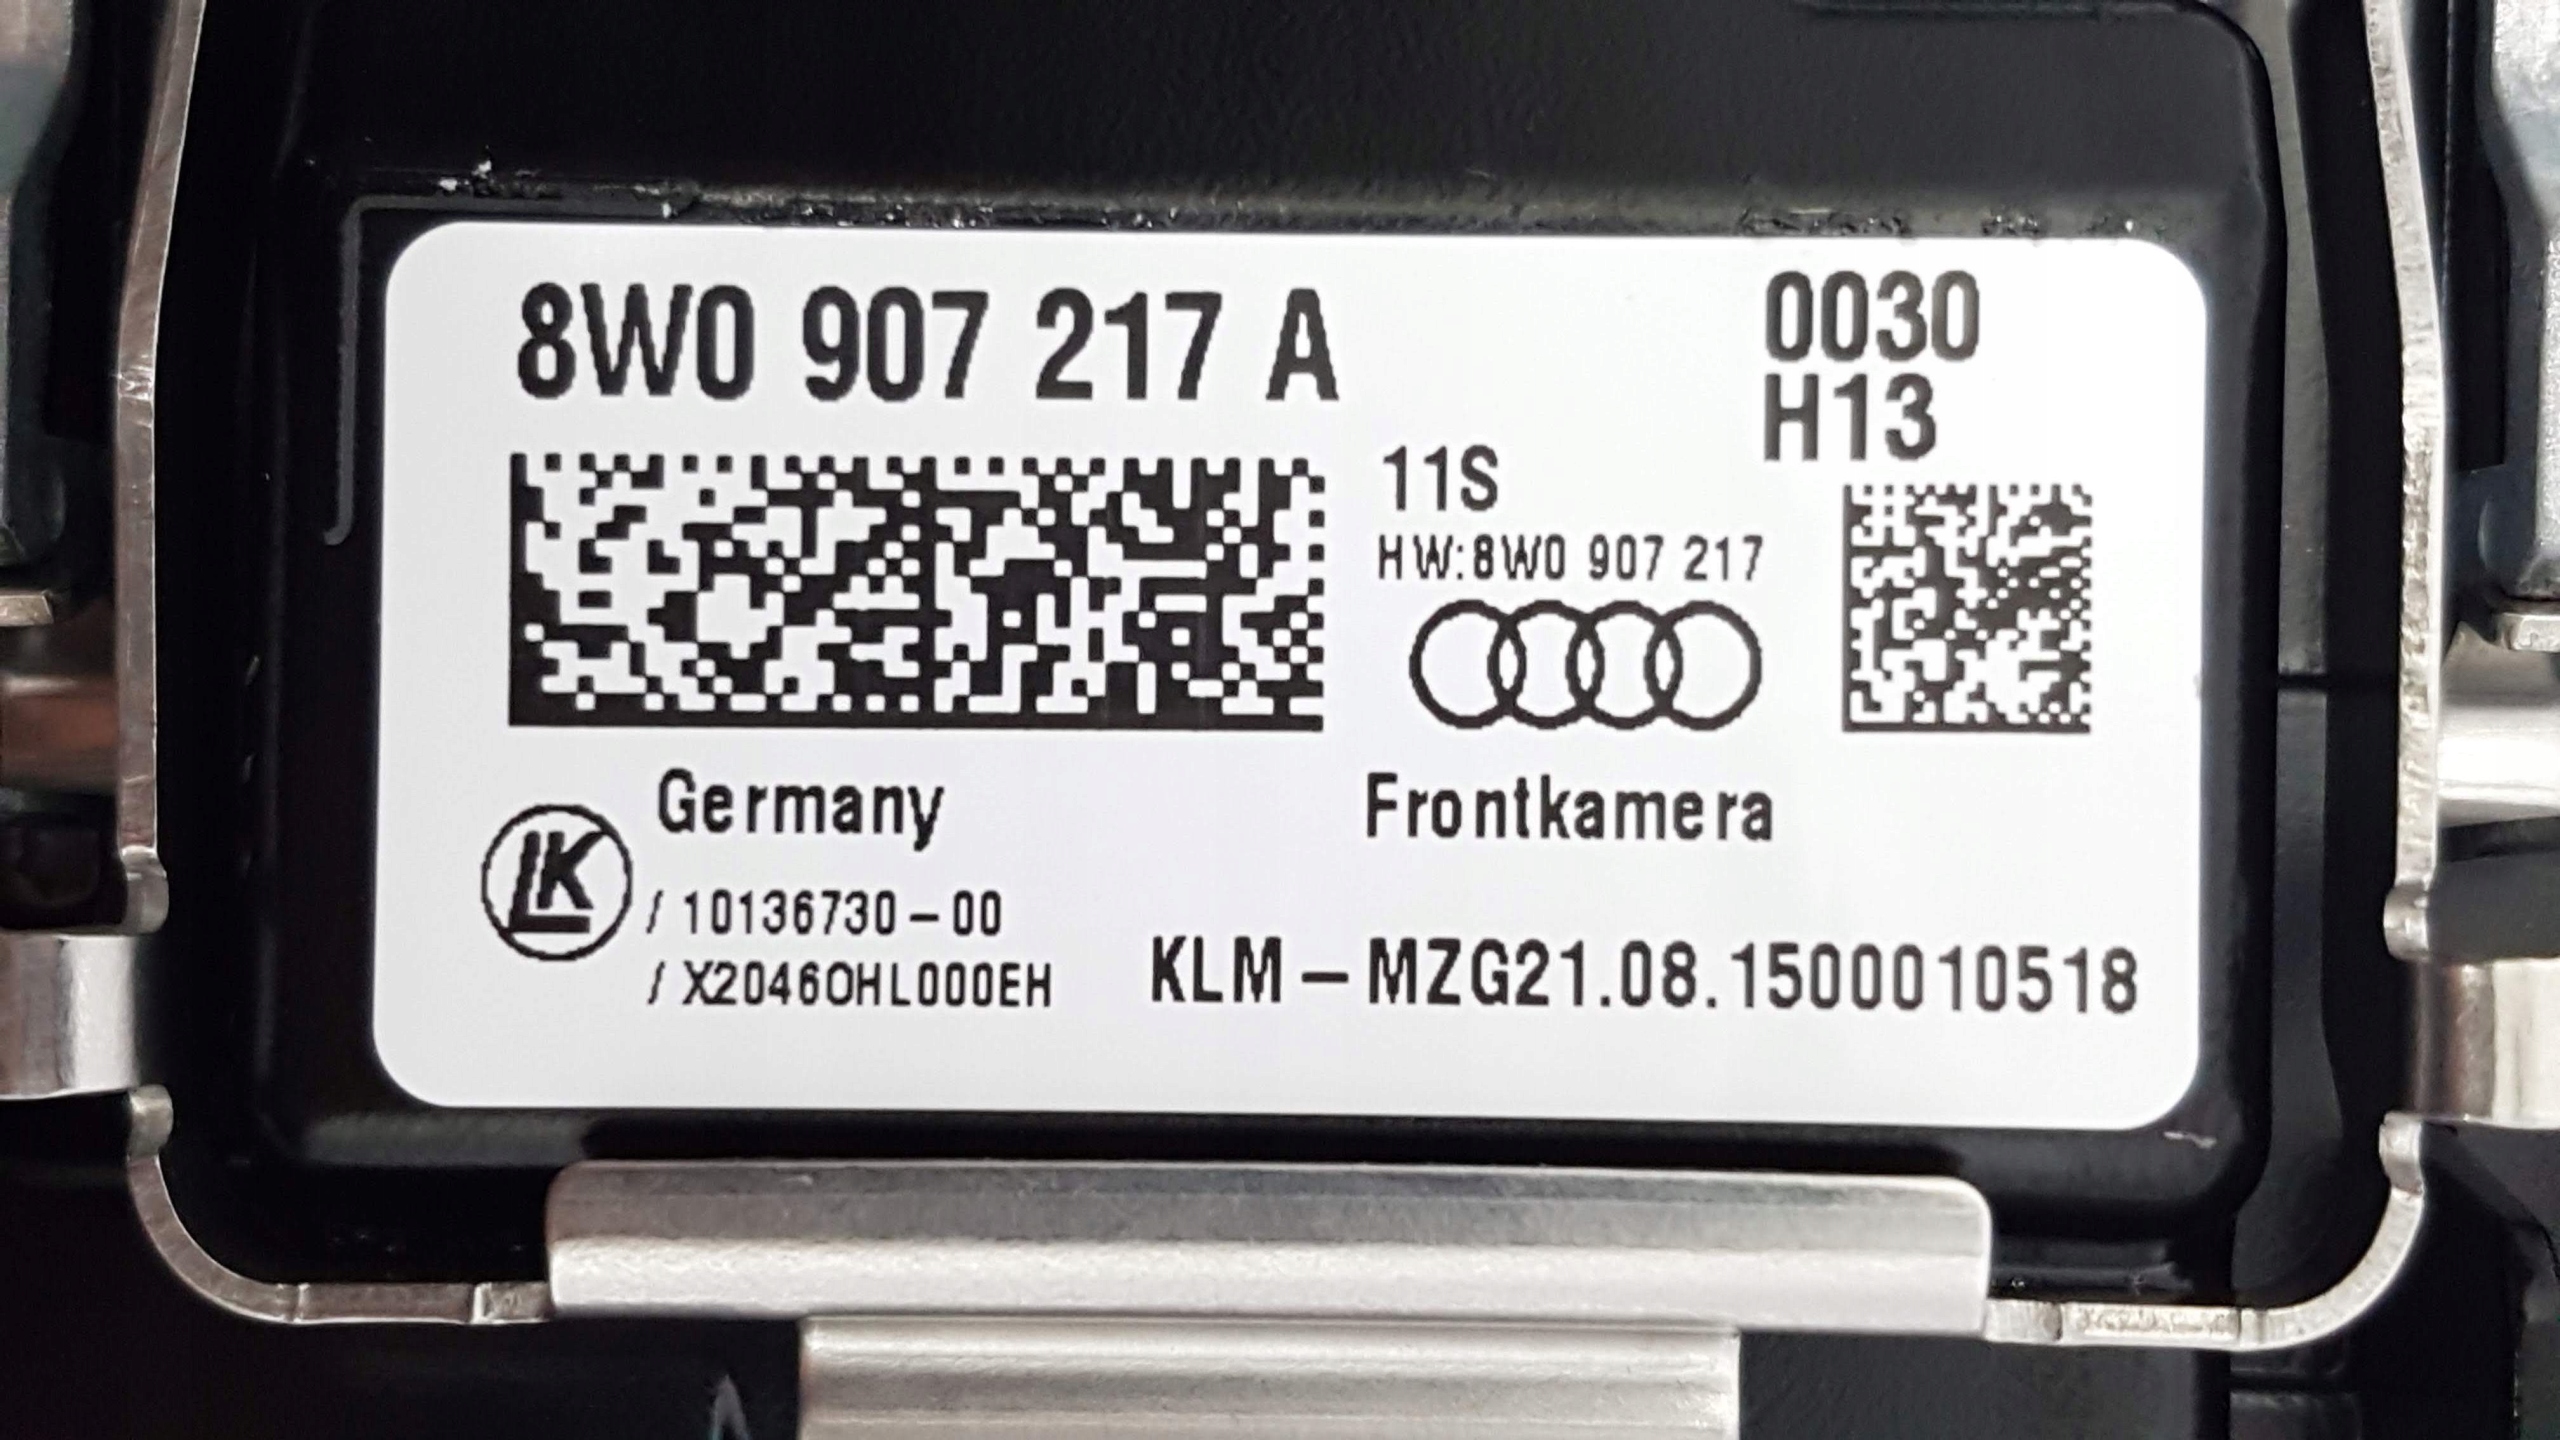 8W0 907 217 A
0030
H13
11S
HW:8W0 907 217
Germany
Frontkamera
LK
/ 10136730-00
/ X2046OHL000EH
KLM-MZG21.08.1500010518